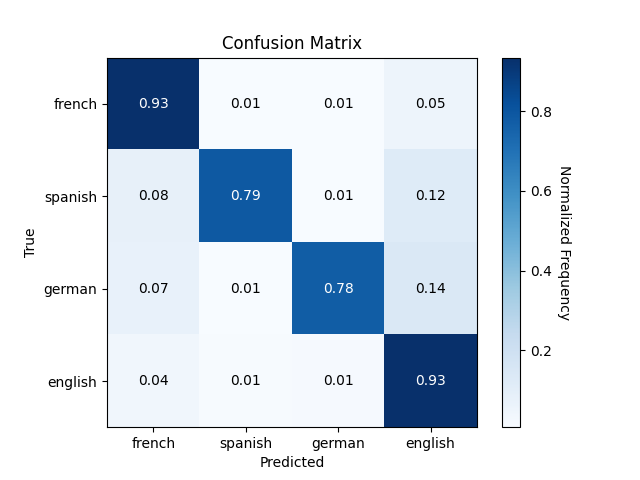 Confusion Matrix
french 0.93 0.01 0.01 0.05
spanish 0.08 0.79 0.01 0.12
german 0.07 0.01 0.78 0.14
english 0.04 0.01 0.01 0.93
french spanish german english
Predicted
True
0.8
0.6
0.4
0.2
Normalized Frequency